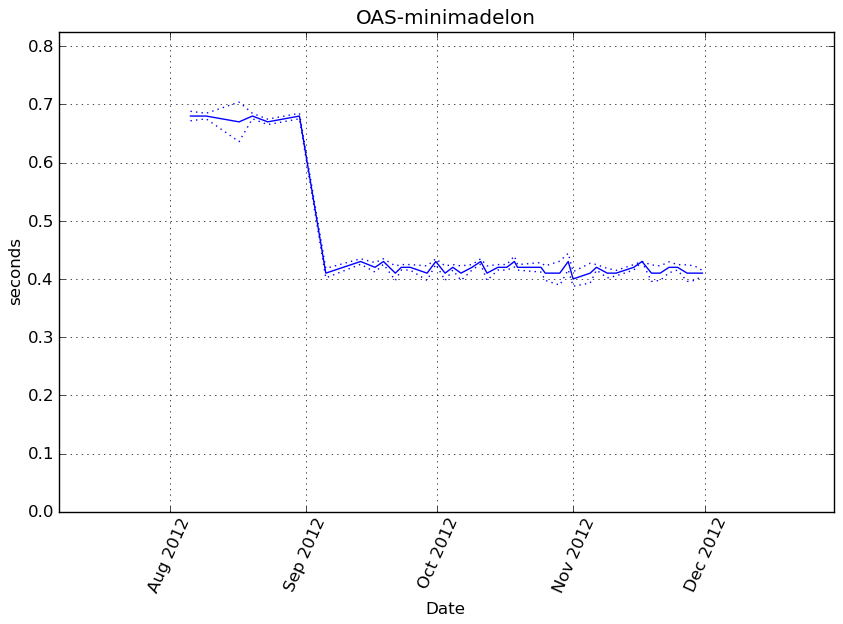 OAS-minimadelon
0.8
0.7
0.6
0.5
0.4
0.3
0.2
0.1
0.0
seconds
Aug 2012
Sep 2012
Oct 2012
Nov 2012
Dec 2012
Date